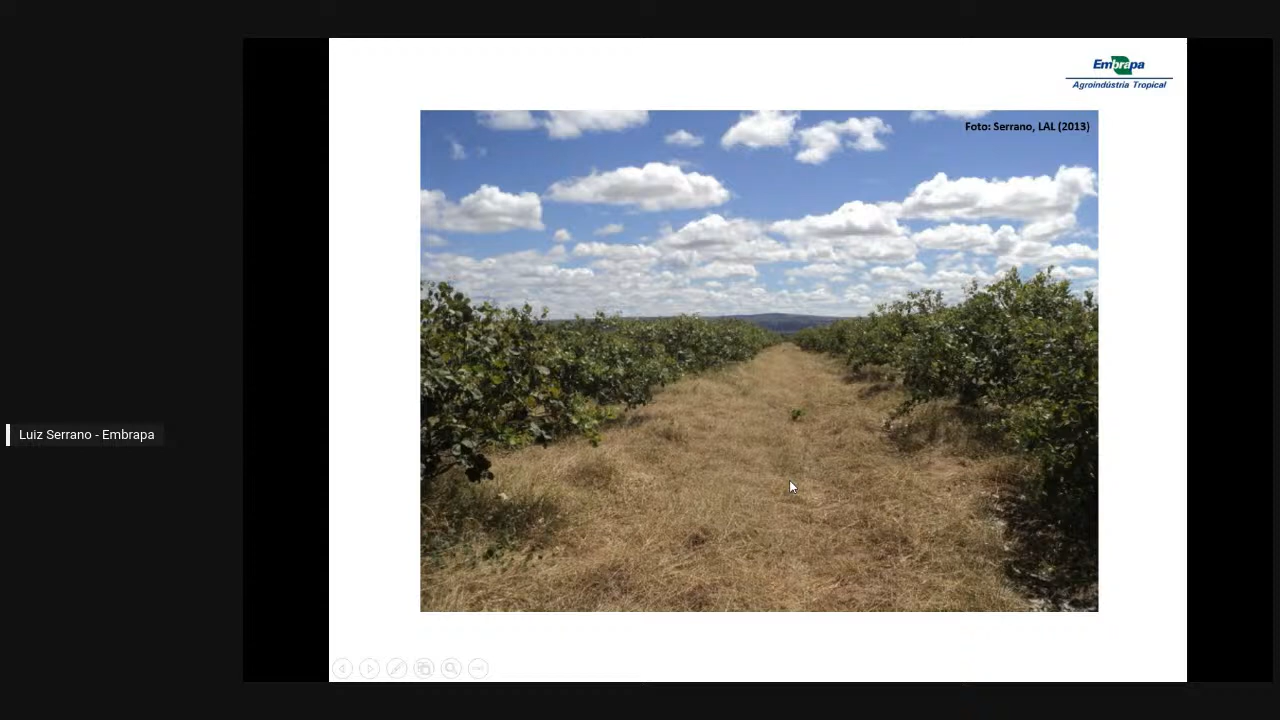 Embrapa
Agroindústria Tropical
Foto: Serrano, LAL (2013)
Luiz Serrano - Embrapa